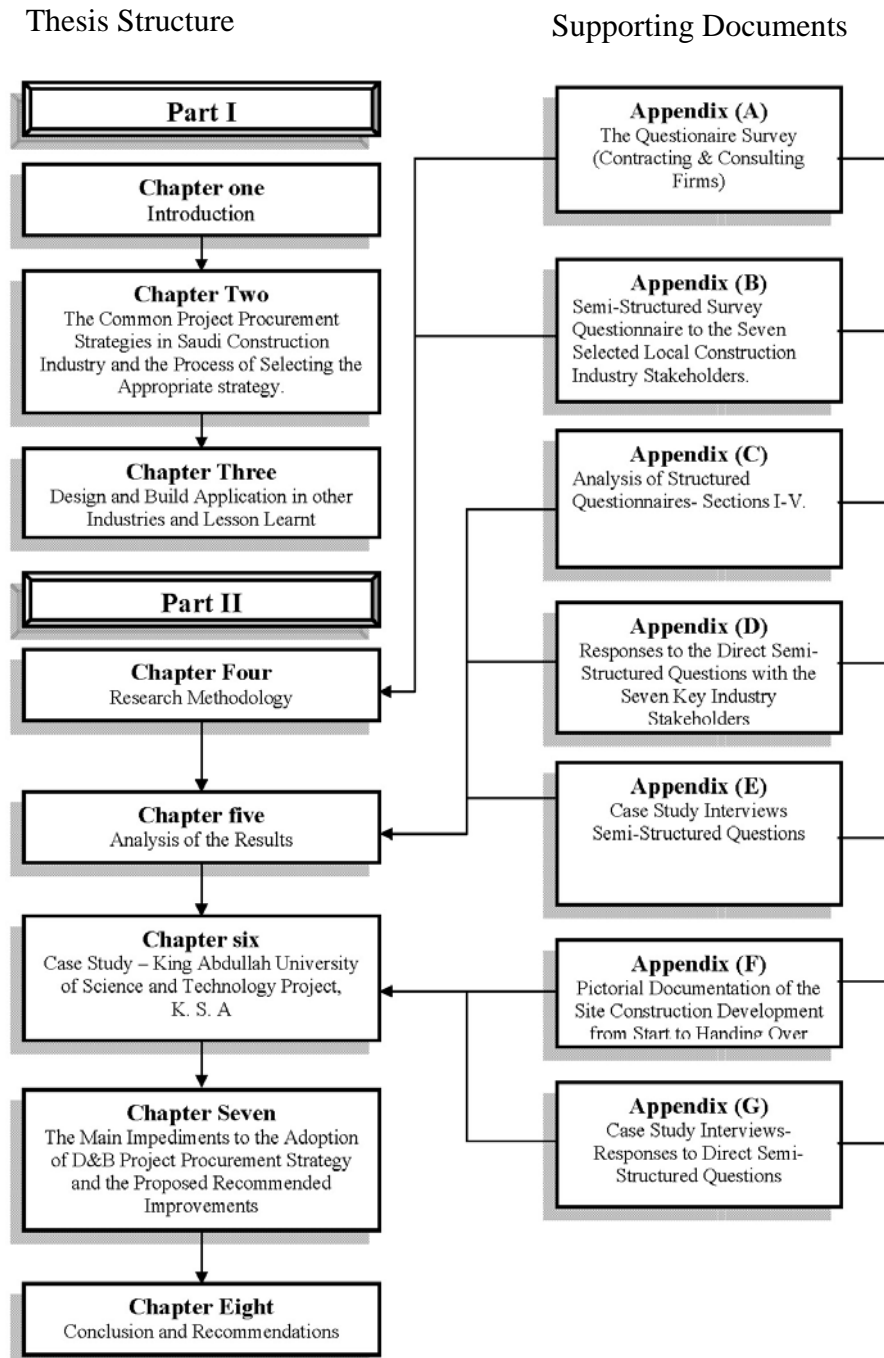 Thesis Structure
Part I
Chapter one
Introduction
Chapter Two
The Common Project Procurement
Strategies in Saudi Construction
Industry and the Process of Selecting the
Appropriate strategy.
Chapter Three
Design and Build Application in other
Industries and Lesson Learnt
Part II
Chapter Four
Research Methodology
Chapter five
Analysis of the Results
Chapter six
Case Study – King Abdullah University
of Science and Technology Project,
K. S. A
Chapter Seven
The Main Impediments to the Adoption
of D&B Project Procurement Strategy
and the Proposed Recommended
Improvements
Chapter Eight
Conclusion and Recommendations
Supporting Documents
Appendix (A)
The Questionaire Survey
(Contracting & Consulting
Firms)
Appendix (B)
Semi-Structured Survey
Questionnaire to the Seven
Selected Local Construction
Industry Stakeholders.
Appendix (C)
Analysis of Structured
Questionnaires- Sections I-V.
Appendix (D)
Responses to the Direct Semi-
Structured Questions with the
Seven Key Industry
Stakeholders
Appendix (E)
Case Study Interviews
Semi-Structured Questions
Appendix (F)
Pictorial Documentation of the
Site Construction Development
from Start to Handing Over
Appendix (G)
Case Study Interviews-
Responses to Direct Semi-
Structured Questions